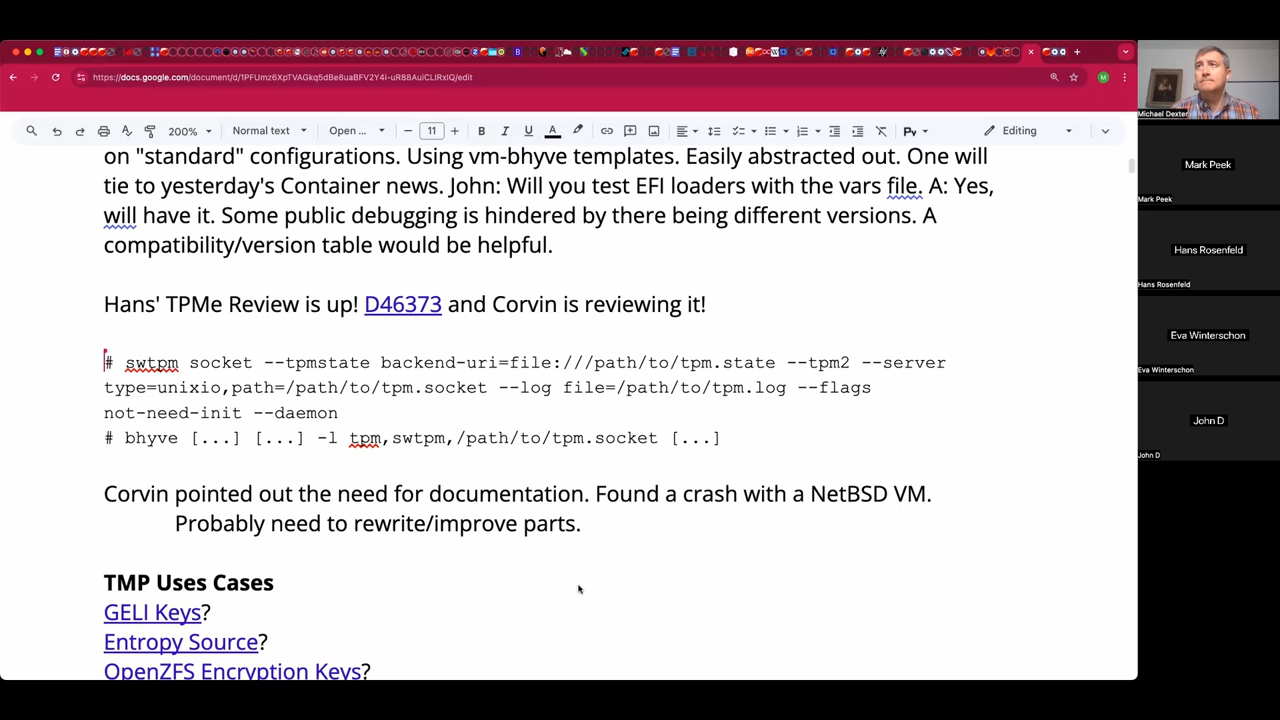 https://docs.google.com/document/d/1PFUmz6XpTVAGkq5dBe8uaBFV2Y4i-uR88AuiCLIRxIQ/edit
M
200%
Normal text
Open ...
11
B
I
U
A
Editing
on "standard" configurations. Using vm-bhyve templates. Easily abstracted out. One will
tie to yesterday's Container news. John: Will you test EFI loaders with the vars file. A: Yes,
will have it. Some public debugging is hindered by there being different versions. A
compatibility/version table would be helpful.
Hans' TPMe Review is up! D46373 and Corvin is reviewing it!
# swtpm socket --tpmstate backend-uri=file:///path/to/tpm.state --tpm2 --server
type=unixio,path=/path/to/tpm.socket --log file=/path/to/tpm.log --flags
not-need-init --daemon
# bhyve [...] [...] -l tpm,swtpm,/path/to/tpm.socket [...]
Corvin pointed out the need for documentation. Found a crash with a NetBSD VM.
Probably need to rewrite/improve parts.
TMP Uses Cases
GELI Keys?
Entropy Source?
OpenZFS Encryption Keys?
Michael Dexter
Mark Peek
Mark Peek
Hans Rosenfeld
Hans Rosenfeld
Eva Winterschon
Eva Winterschon
John D
John D